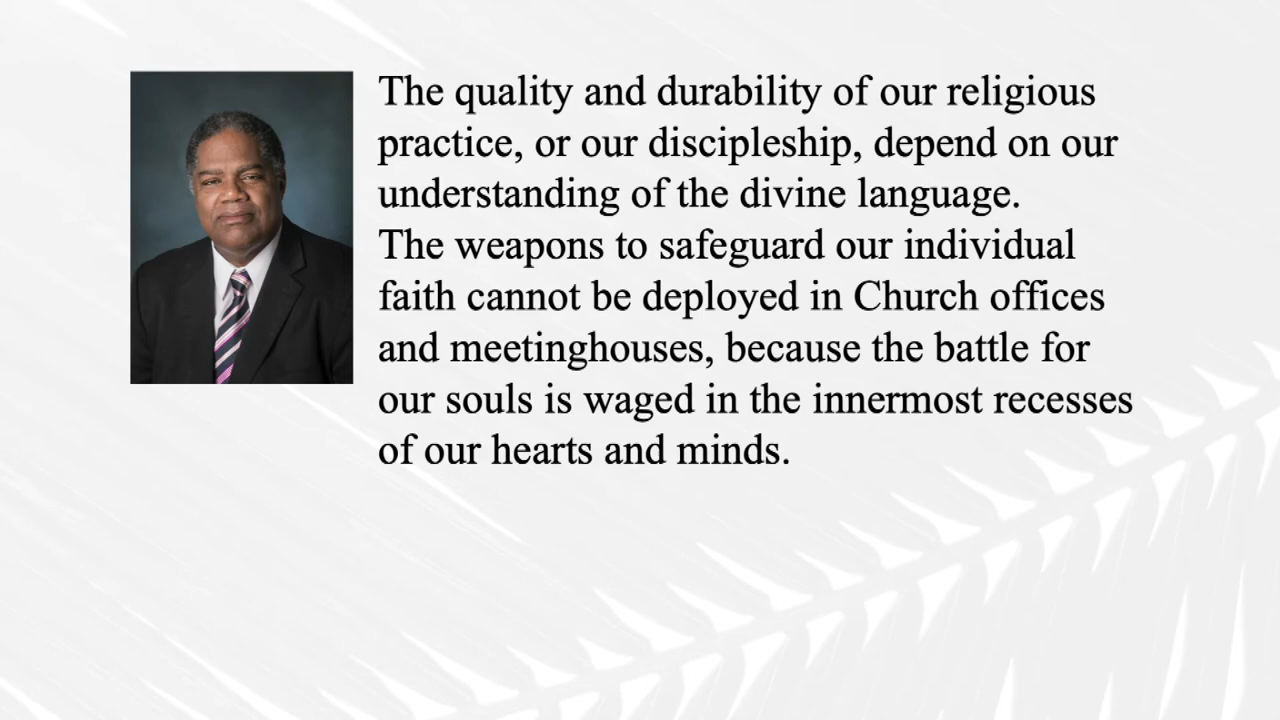 The quality and durability of our religious
practice, or our discipleship, depend on our
understanding of the divine language.
The weapons to safeguard our individual
faith cannot be deployed in Church offices
and meetinghouses, because the battle for
our souls is waged in the innermost recesses
of our hearts and minds.